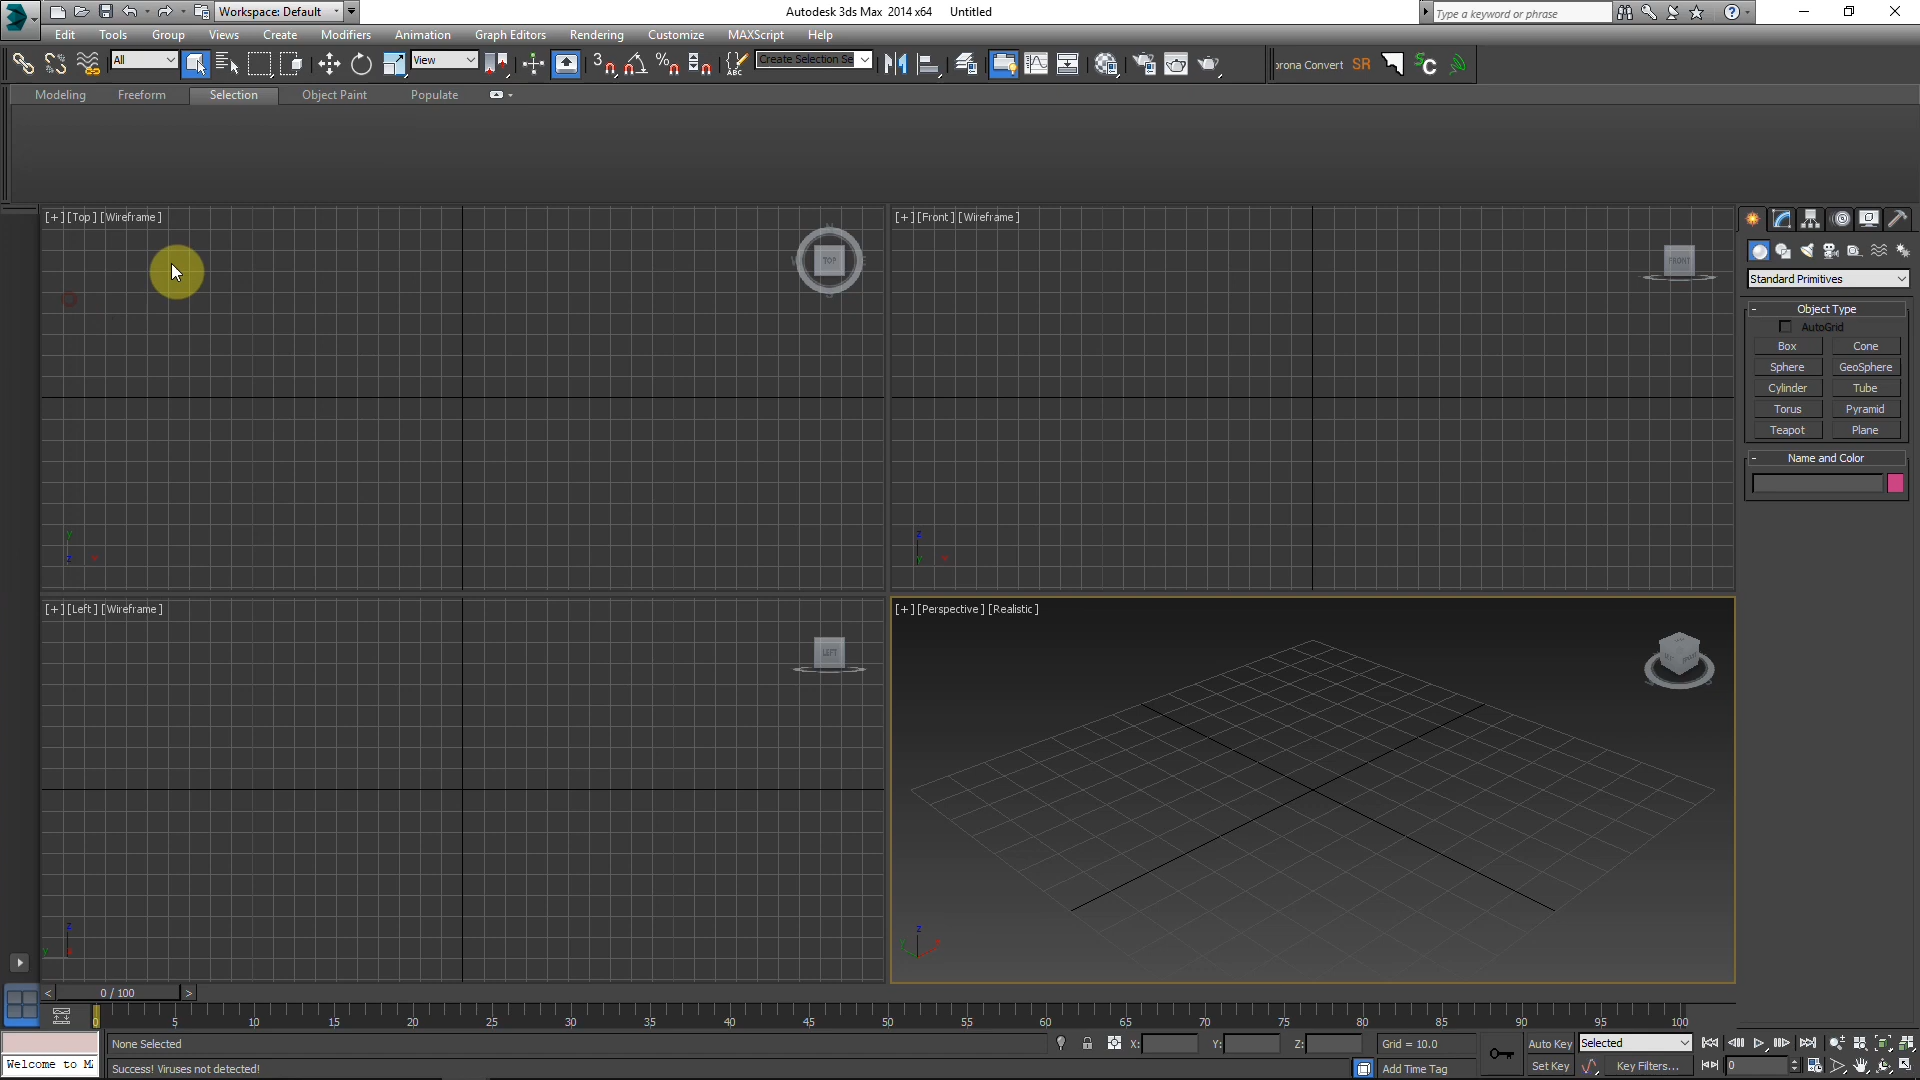 Workspace: Default
Autodesk 3ds Max 2014 x64 Untitled
Type a keyword or phrase
Edit Tools Group Views Create Modifiers Animation Graph Editors Rendering Customize MAXScript Help
All
View
3
Create Selection Se
orona Convert SR
Modeling Freeform Selection Object Paint Populate
[+] [Top] [Wireframe]
TOP
[+] [Front] [Wireframe]
FRONT
Standard Primitives
- Object Type
AutoGrid
Box Cone
Sphere GeoSphere
Cylinder Tube
Torus Pyramid
Teapot Plane
- Name and Color
[+] [Left] [Wireframe]
LEFT
[+] [Perspective] [Realistic]
< 0 / 100 >
0 5 10 15 20 25 30 35 40 45 50 55 60 65 70 75 80 85 90 95 100
None Selected
X: Y: Z: Grid = 10.0
Auto Key Selected
Welcome to M
Success! Viruses not detected!
Add Time Tag
Set Key Key Filters...
0